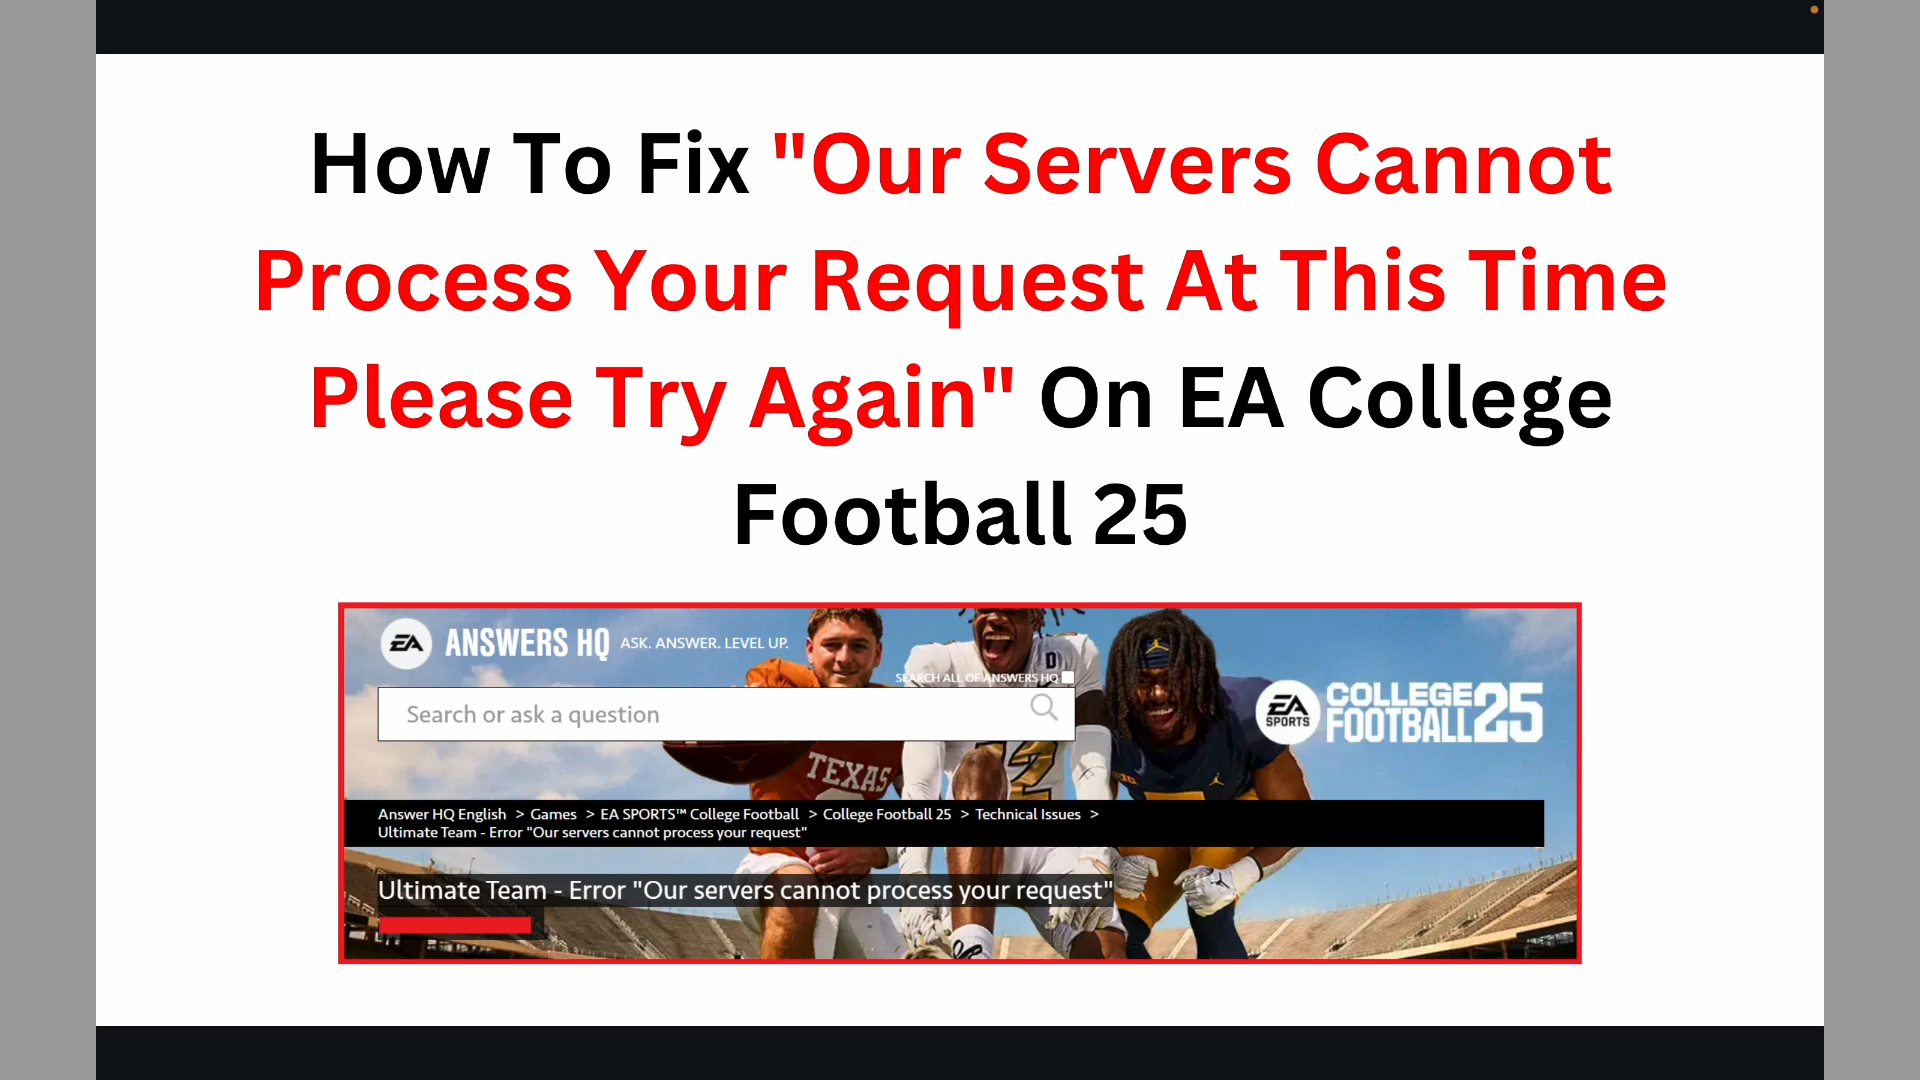 How To Fix "Our Servers Cannot
Process Your Request At This Time
Please Try Again" On EA College
Football 25
EA ANSWERS HQ ASK. ANSWER. LEVEL UP.
SEARCH ALL OF ANSWERS HQ
Search or ask a question
EA SPORTS COLLEGE FOOTBALL 25
TEXAS
Answer HQ English > Games > EA SPORTS™ College Football > College Football 25 > Technical Issues >
Ultimate Team - Error "Our servers cannot process your request"
Ultimate Team - Error "Our servers cannot process your request"